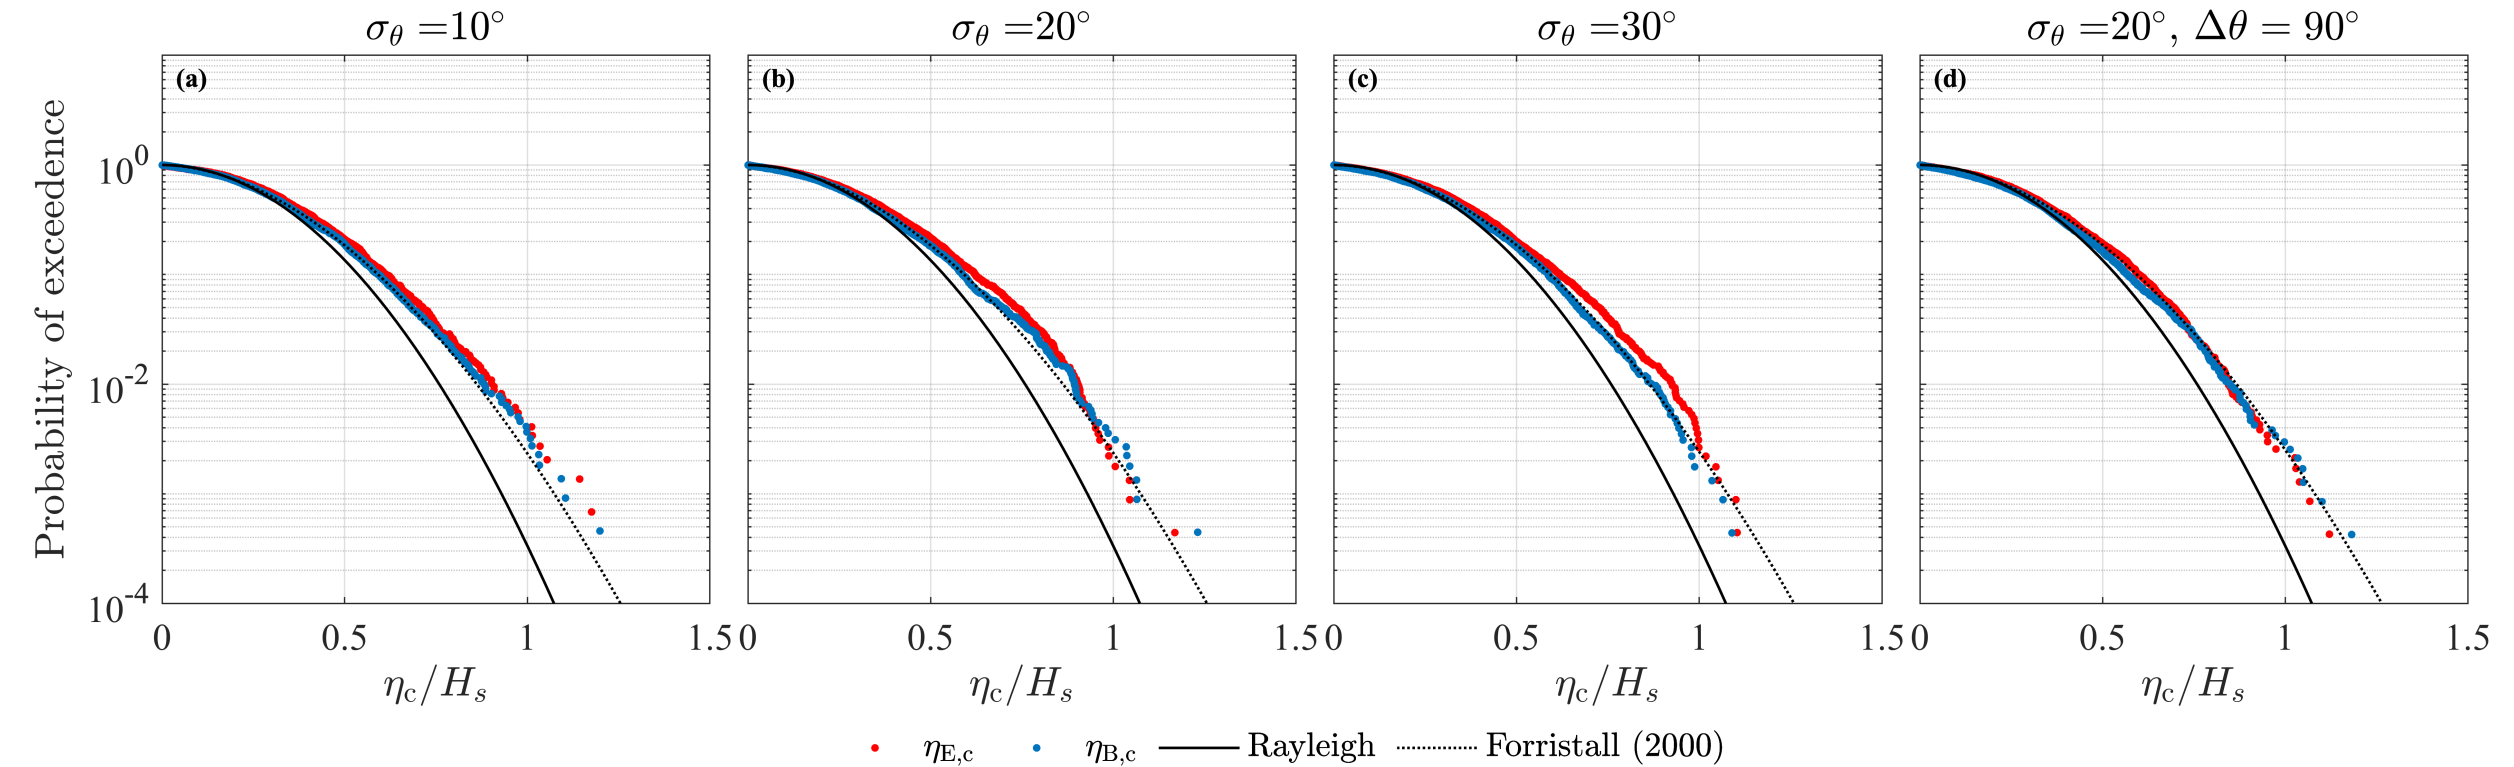 σθ =10° σθ =20° σθ =30° σθ =20°, Δθ = 90°
(a) (b) (c) (d)
Probability of exceedence
10^0
10^-2
10^-4
0 0.5 1 1.5 0 0.5 1 1.5 0 0.5 1 1.5 0 0.5 1 1.5
ηc/Hs ηc/Hs ηc/Hs ηc/Hs
ηE,c ηB,c Rayleigh Forristall (2000)